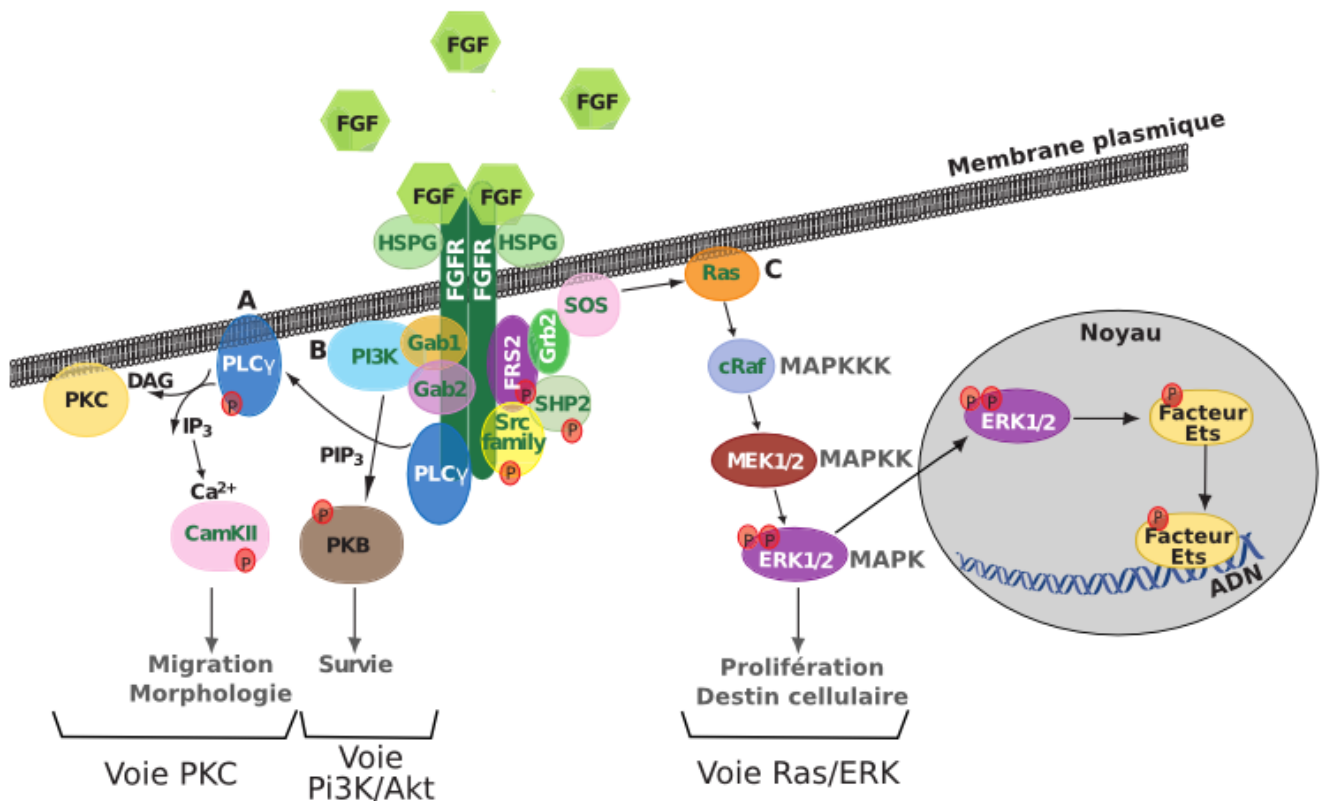 FGF
FGF
FGF
Membrane plasmique
FGF
FGF
HSPG
HSPG
FGFR
FGFR
Ras
C
SOS
A
PLCγ
P
B
PI3K
Gab1
Gab2
FRS2
P
Grb2
SHP2
P
Src
family
P
PLCγ
DAG
PKC
IP3
Ca2+
CamKII
P
PIP3
P
PKB
cRaf
MAPKKK
MEK1/2
MAPKK
P
P
ERK1/2
MAPK
Noyau
P
P
ERK1/2
P
Facteur
Ets
P
Facteur
Ets
ADN
Migration
Morphologie
Survie
Prolifération
Destin cellulaire
Voie PKC
Voie
Pi3K/Akt
Voie Ras/ERK